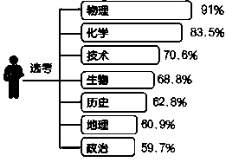 物理 91%
化学 83.5%
技术 70.6%
选考
生物 68.8%
历史 62.8%
地理 60.9%
政治 59.7%